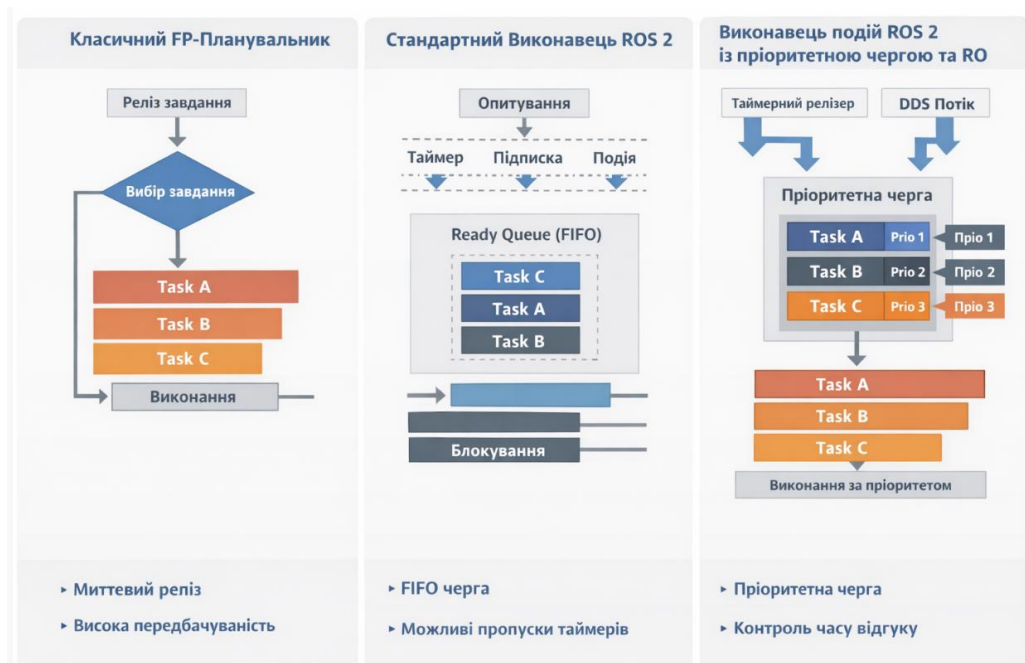 Класичний FP-Планувальник
Реліз завдання
Вибір завдання
Task A
Task B
Task C
Виконання
▸ Миттевий репіз
▸ Висока передбачуваність
Стандартний Виконавець ROS 2
Опитування
Таймер Підписка Подія
Ready Queue (FIFO)
Task C
Task A
Task B
Блокування
▸ FIFO черга
▸ Можливі пропуски таймерів
Виконавець подій ROS 2
із пріоритетною чергою та RO
Таймерний релізер DDS Потік
Пріоритетна черга
Task A Prio 1 Пріо 1
Task B Prio 2 Пріо 2
Task C Prio 3 Пріо 3
Task A
Task B
Task C
Виконання за пріоритетом
▸ Пріоритетна черга
▸ Контроль часу відгуку